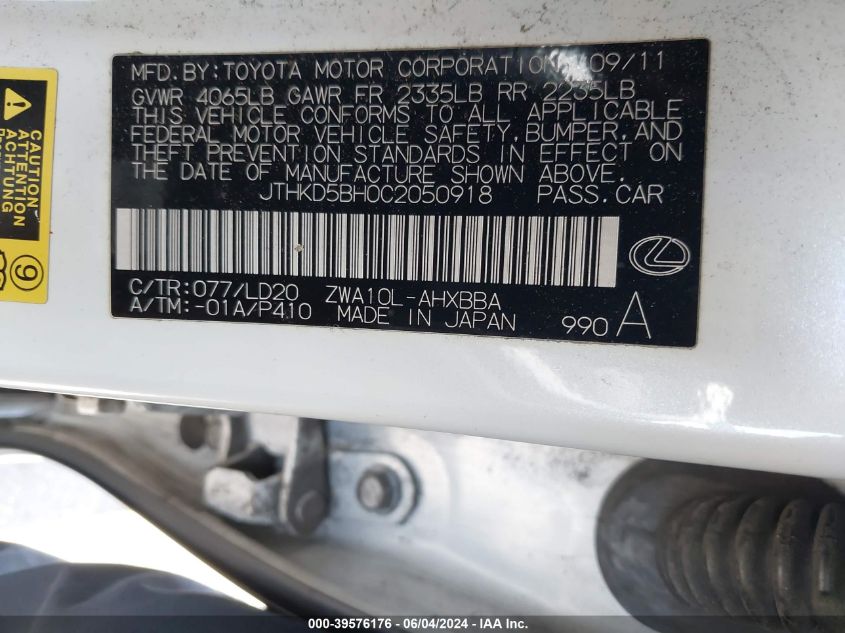 MFD.BY:TOYOTA MOTOR CORPORATION 09/11
GVWR 4065LB GAWR FR 2335LB RR 2235LB
THIS VEHICLE CONFORMS TO ALL APPLICABLE
FEDERAL MOTOR VEHICLE SAFETY,BUMPER,AND
THEFT PREVENTION STANDARDS IN EFFECT ON
THE DATE OF MANUFACTURE SHOWN ABOVE.
JTHKD5BH0C2050918 PASS.CAR
C/TR:077/LD20 ZWA10L-AHXBBA
A/TM:-01A/P410 MADE IN JAPAN 990 A
CAUTION
ATTENTION
ACHTUNG
9
000-39576176 - 06/04/2024 - IAA Inc.